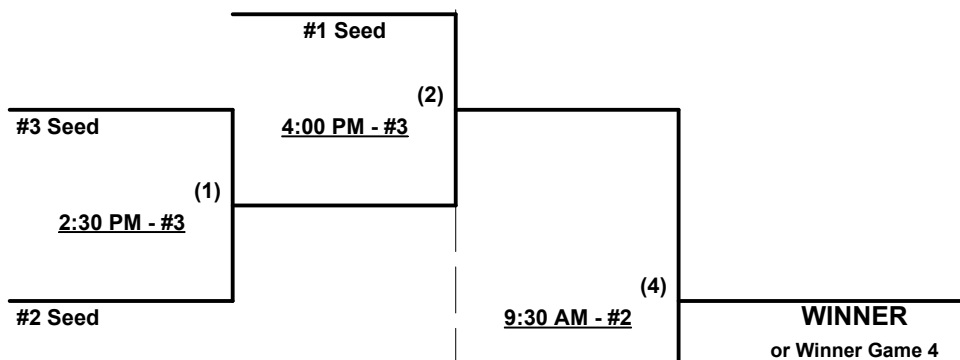 #1 Seed
(2)
4:00 PM - #3
#3 Seed
(1)
2:30 PM - #3
#2 Seed
(4)
9:30 AM - #2
WINNER
or Winner Game 4